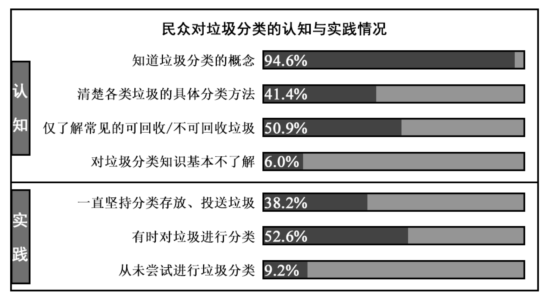 民众对垃圾分类的认知与实践情况
认知
知道垃圾分类的概念 94.6%
清楚各类垃圾的具体分类方法 41.4%
仅了解常见的可回收/不可回收垃圾 50.9%
对垃圾分类知识基本不了解 6.0%
实践
一直坚持分类存放、投送垃圾 38.2%
有时对垃圾进行分类 52.6%
从未尝试进行垃圾分类 9.2%